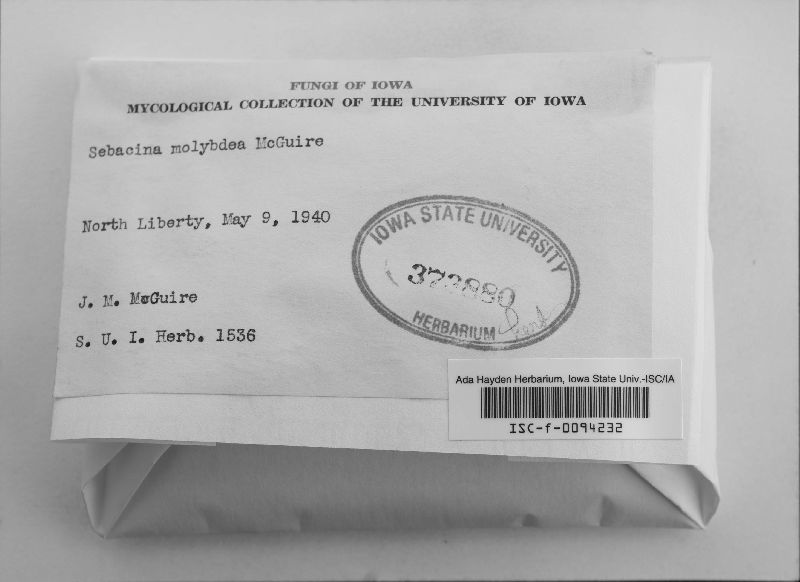 FUNGI OF IOWA
MYCOLOGICAL COLLECTION OF THE UNIVERSITY OF IOWA
Sebacina molybdea McGuire
North Liberty, May 9, 1940
J. M. McGuire
S. U. I. Herb. 1536
IOWA STATE UNIVERSITY
373880
HERBARIUM
Ada Hayden Herbarium, Iowa State Univ.-ISC/IA
ISC-f-0094232